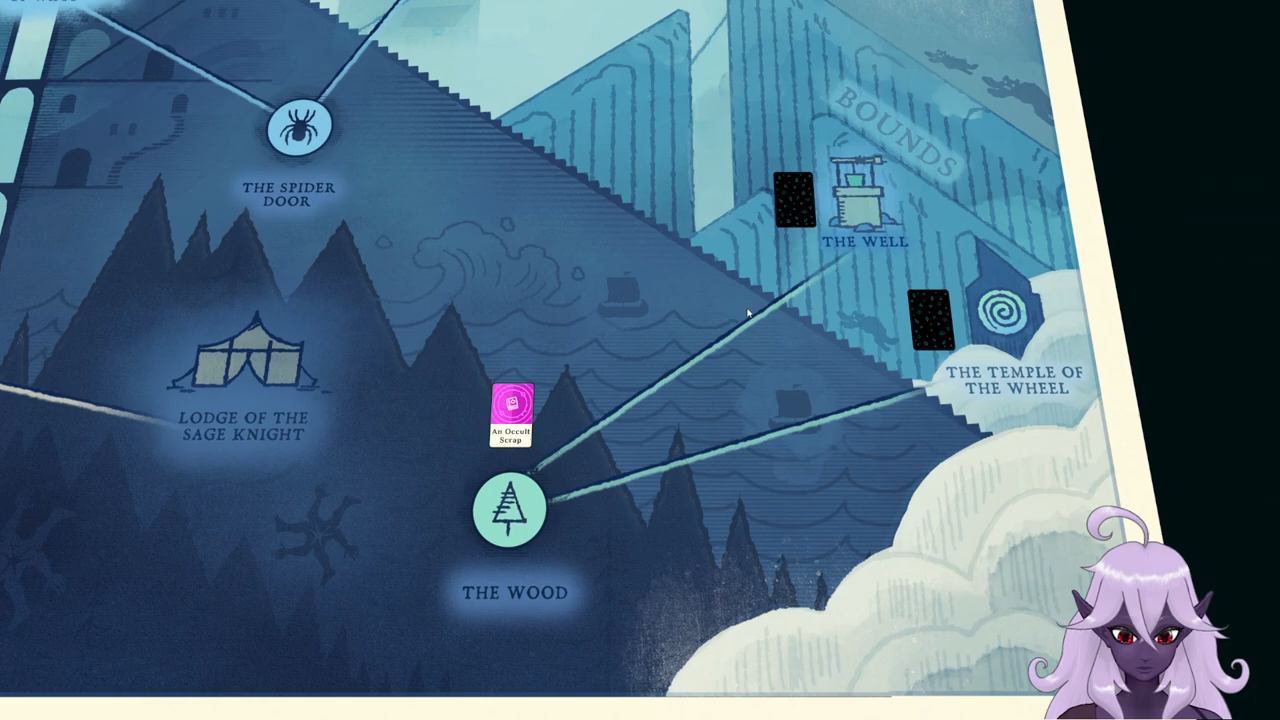 BOUNDS
THE SPIDER
DOOR
THE WELL
THE TEMPLE OF
THE WHEEL
LODGE OF THE
SAGE KNIGHT
An Occult
Scrap
THE WOOD